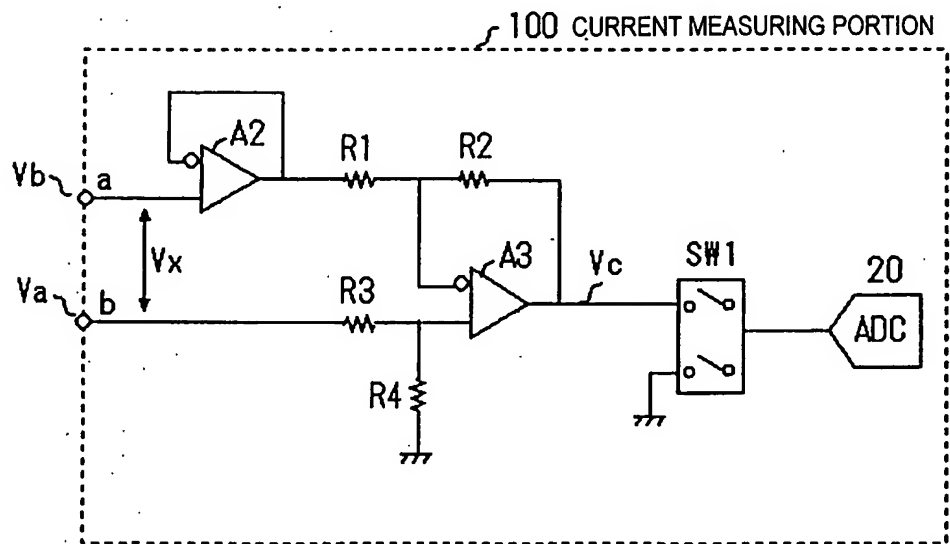 100 CURRENT MEASURING PORTION
A2
R1
R2
Vb
a
Vx
A3
Vc
SW1
20
ADC
Va
b
R3
R4